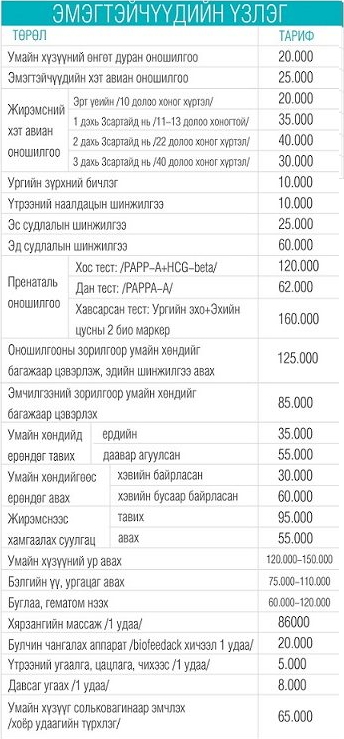 ЭМЭГТЭЙЧҮҮДИЙН ҮЗЛЭГ
ТӨРӨЛ ТАРИФ
Умайн хүзүүний өнгөт дуран оношилгоо 20.000
Эмэгтэйчүүдийн хэт авиан оношилгоо 25.000
Жирэмсний хэт авиан оношилгоо
Эрт үеийн /10 долоо хоног хүртэл/ 20.000
1 дахь 3сартайд нь /11-13 долоо хоногтой/ 35.000
2 дахь 3сартайд нь /22 долоо хоног хүртэл/ 40.000
3 дахь 3сартайд нь /40 долоо хоног хүртэл/ 30.000
Ургийн зүрхний бичлэг 10.000
Үтрээний наалдацын шинжилгээ 10.000
Эс судлалын шинжилгээ 25.000
Эд судлалын шинжилгээ 60.000
Пренаталь оношилгоо
Хос тест: /PAPP-A+HCG-beta/ 120.000
Дан тест: /PAPPA-A/ 62.000
Хавсарсан тест: Ургийн эхо+Эхийн
цусны 2 био маркер 160.000
Оношилгооны зорилгоор умайн хөндийг
багажаар цэвэрлэж, эдийн шинжилгээ авах 125.000
Эмчилгээний зорилгоор умайн хөндийг
багажаар цэвэрлэх 85.000
Умайн хөндийд ердийн 35.000
ерөндөг тавих даавар агуулсан 55.000
Умайн хөндийгөөс хэвийн байрласан 30.000
ерөндөг авах хэвийн бусаар байрласан 60.000
Жирэмснээс тавих 95.000
хамгаалах суулгац авах 55.000
Умайн хүзүүний ур авах 120.000-150.000
Бэлгийн үү, ургацаг авах 75.000-110.000
Буглаа, гематом нээх 60.000-120.000
Хярзангийн массаж /1 удаа/ 86000
Булчин чангалах аппарат /biofeedack хичээл 1 удаа/ 20.000
Үтрээний угаалга, цацлага, чихээс /1 удаа/ 5.000
Давсаг угаах /1 удаа/ 8.000
Умайн хүзүүг сольковагинаар эмчлэх
/хоёр удаагийн түрхлэг/ 65.000